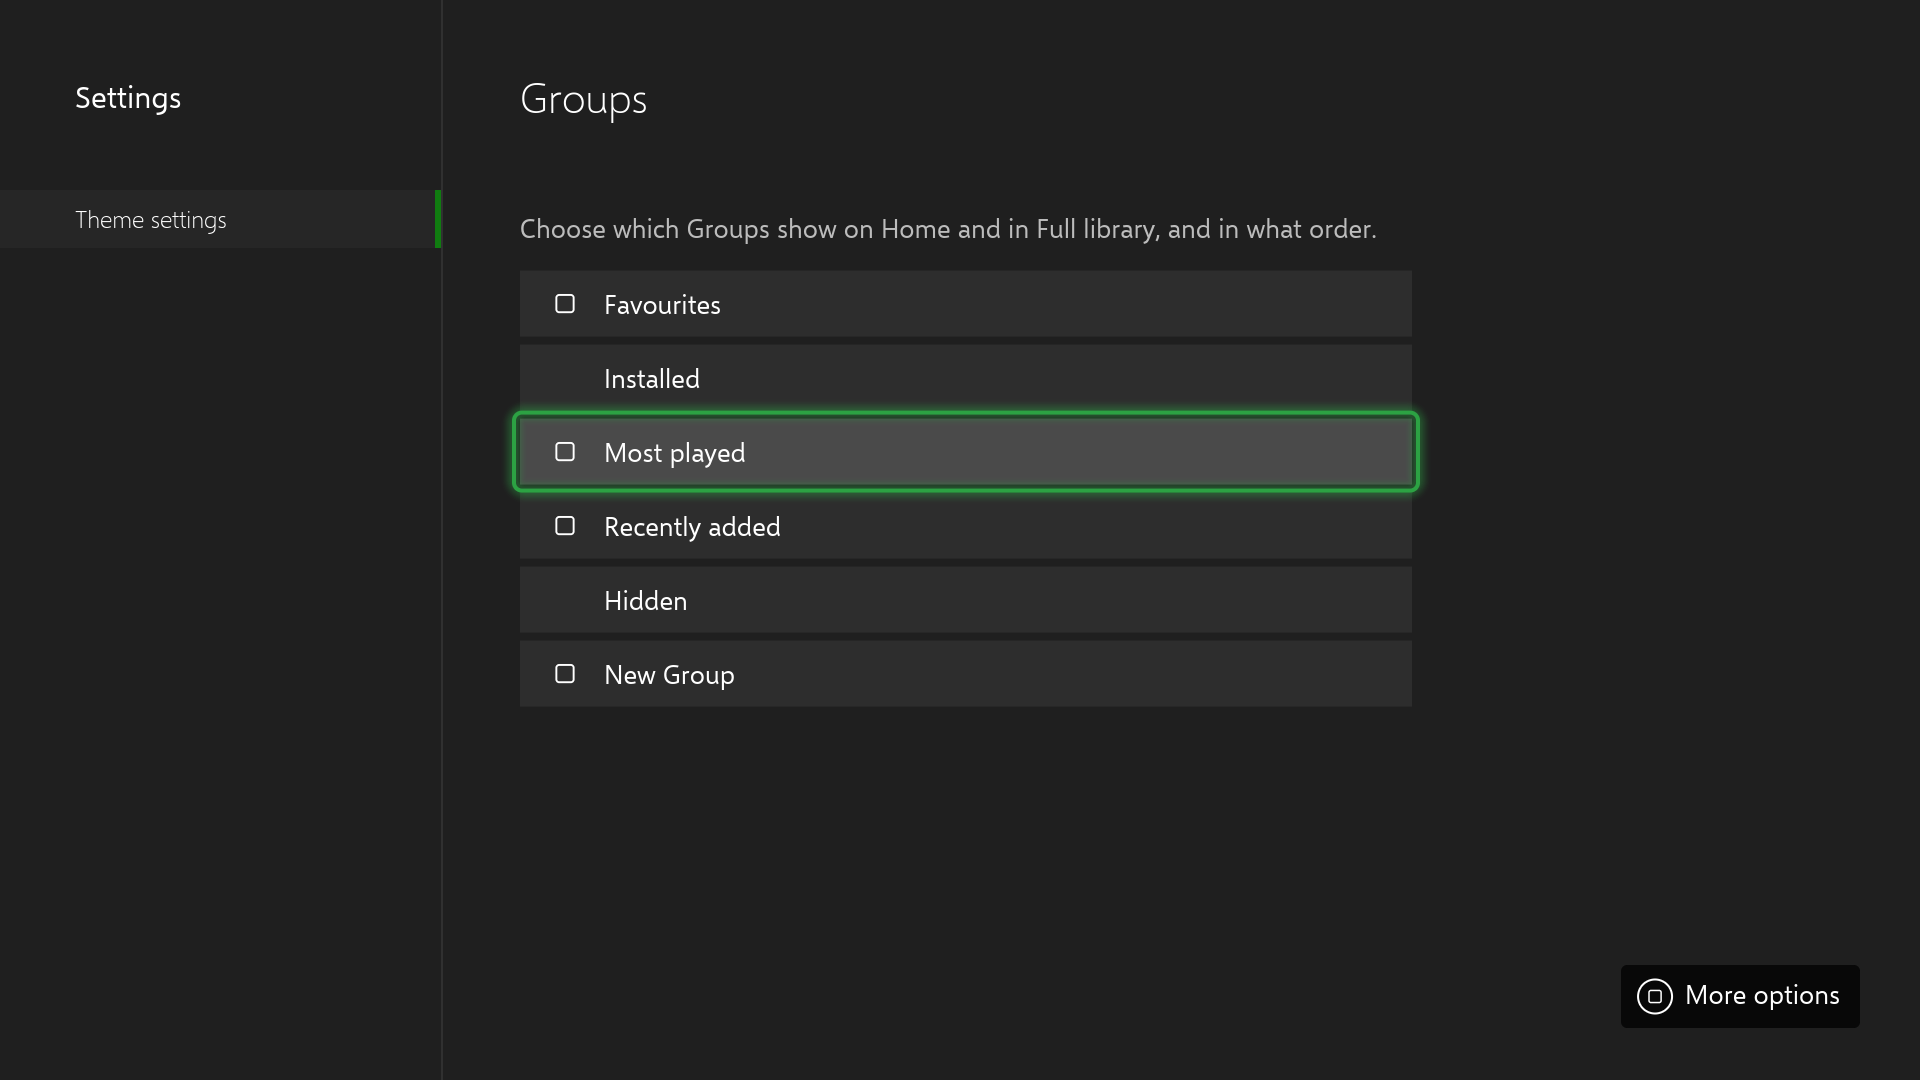 Settings
Theme settings
Groups
Choose which Groups show on Home and in Full library, and in what order.
Favourites
Installed
Most played
Recently added
Hidden
New Group
More options